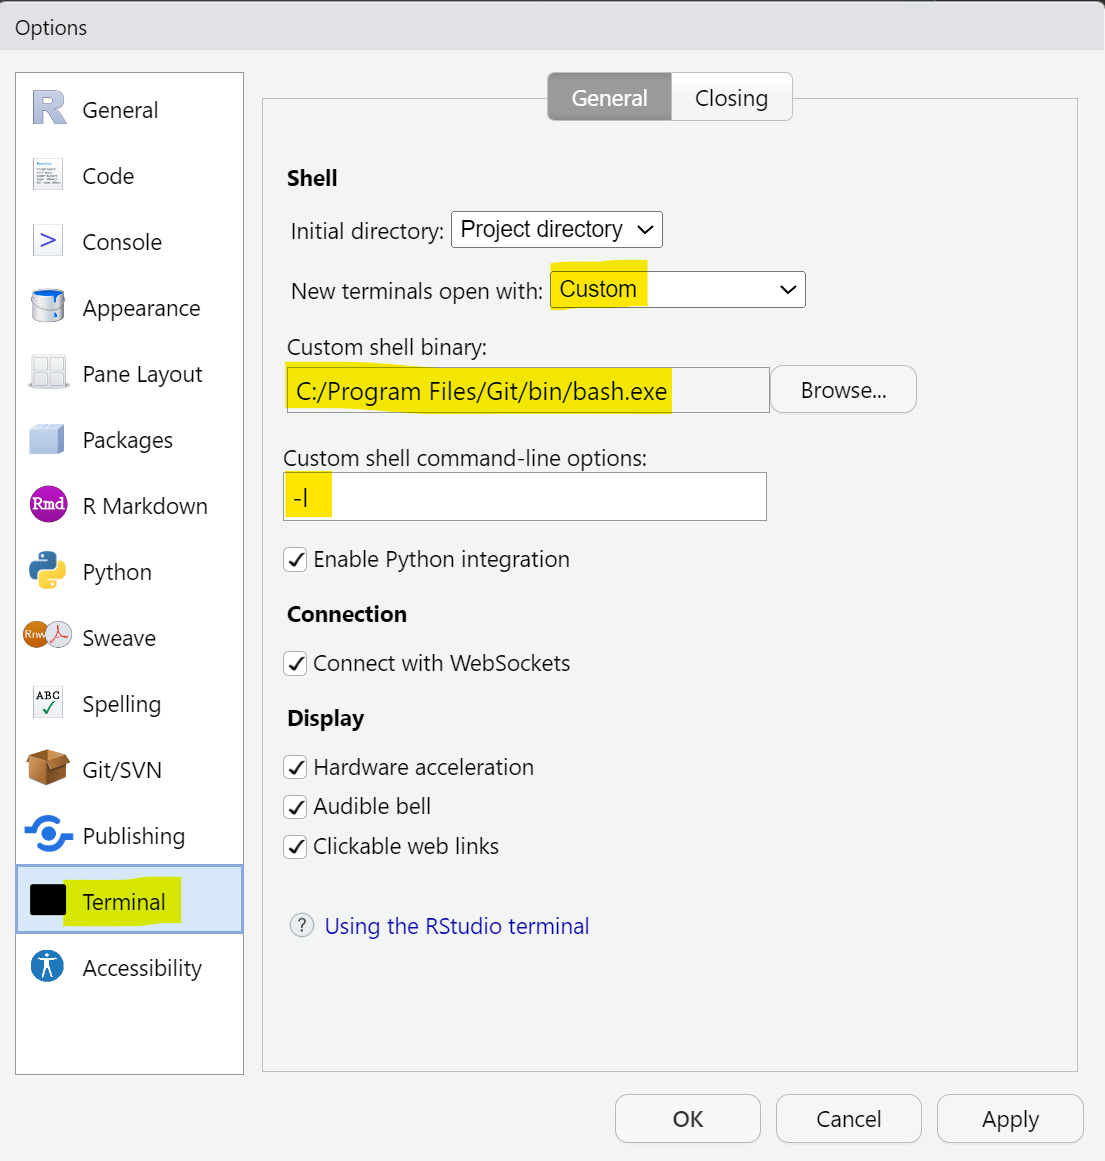 Options
General
Code
Console
Appearance
Pane Layout
Packages
Rmd R Markdown
Python
Rnw Sweave
ABC Spelling
Git/SVN
Publishing
Terminal
Accessibility
General Closing
Shell
Initial directory: Project directory
New terminals open with: Custom
Custom shell binary:
C:/Program Files/Git/bin/bash.exe Browse...
Custom shell command-line options:
-l
Enable Python integration
Connection
Connect with WebSockets
Display
Hardware acceleration
Audible bell
Clickable web links
? Using the RStudio terminal
OK Cancel Apply